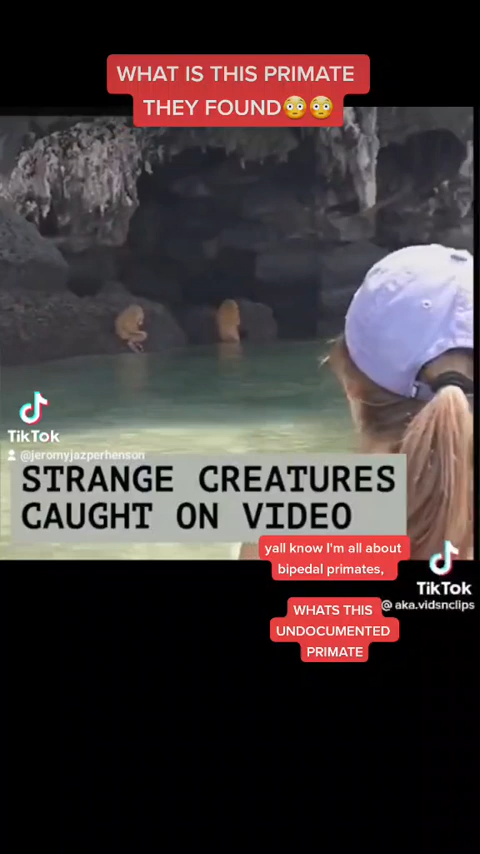 WHAT IS THIS PRIMATE
THEY FOUND😳😳
TikTok
@jeromyjazperhenson
STRANGE CREATURES
CAUGHT ON VIDEO
yall know I'm all about
bipedal primates,
TikTok
@ aka.vidsnclips
WHATS THIS
UNDOCUMENTED
PRIMATE